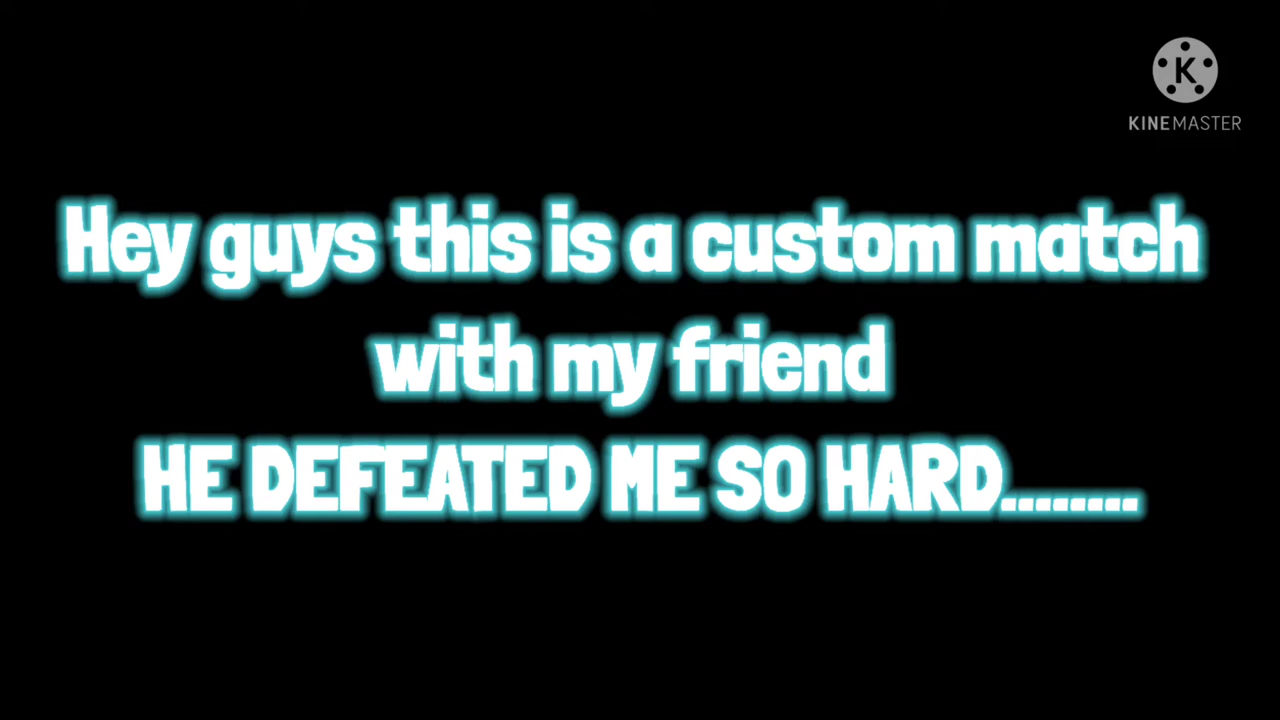 K
KINEMASTER
Hey guys this is a custom match
with my friend
HE DEFEATED ME SO HARD........